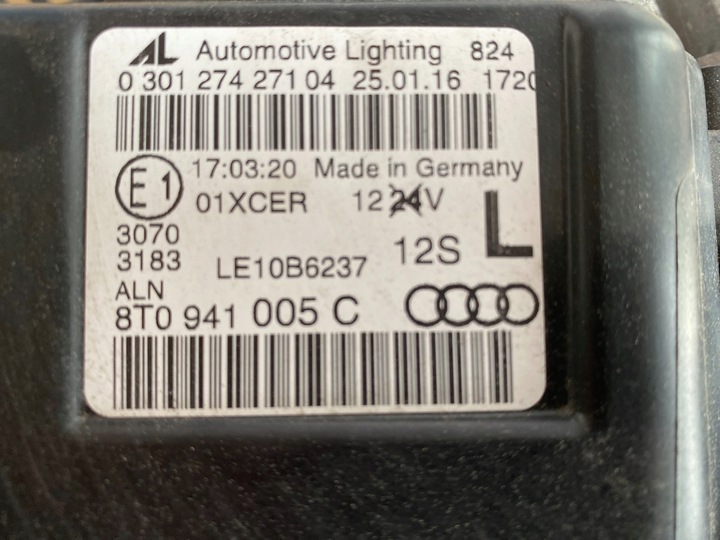 AL Automotive Lighting 824
0 301 274 271 04 25.01.16 1720
E1 17:03:20 Made in Germany
01XCER 12 24V L
3070
3183 LE10B6237 12S
ALN
8T0 941 005 C